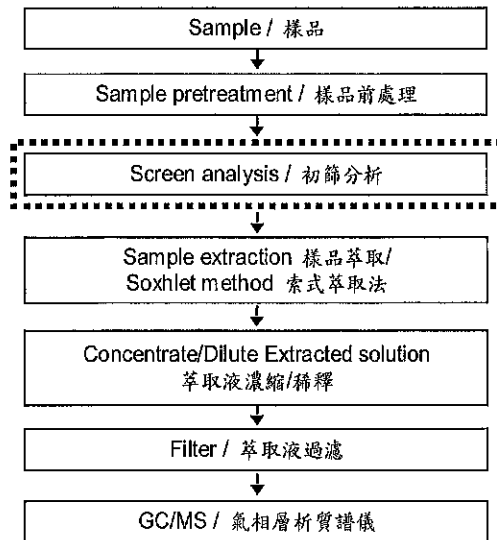 Sample / 樣品
Sample pretreatment / 樣品前處理
Screen analysis / 初篩分析
Sample extraction 樣品萃取/
Soxhlet method 索式萃取法
Concentrate/Dilute Extracted solution
萃取液濃縮/稀釋
Filter / 萃取液過濾
GC/MS / 氣相層析質譜儀